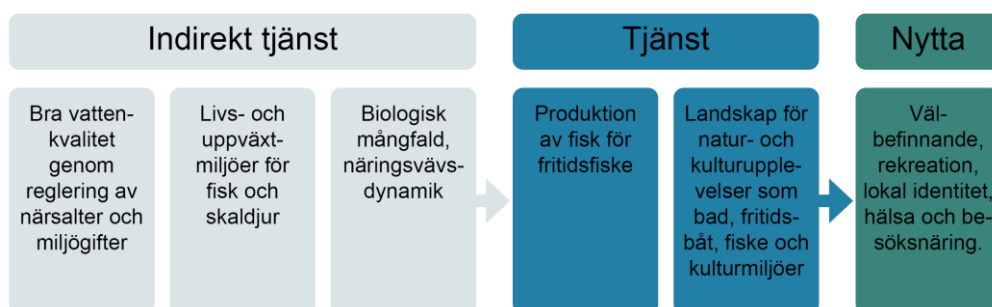 Indirekt tjänst
Tjänst
Nytta
Bra vatten-
kvalitet
genom
reglering av
närsalter och
miljögifter
Livs- och
uppväxt-
miljöer för
fisk och
skaldjur
Biologisk
mångfald,
näringsvävs-
dynamik
Produktion
av fisk för
fritidsfiske
Landskap för
natur- och
kulturupple-
velser som
bad, fritids-
båt, fiske och
kulturmiljöer
Väl-
befinnande,
rekreation,
lokal identitet,
hälsa och be-
söksnäring.